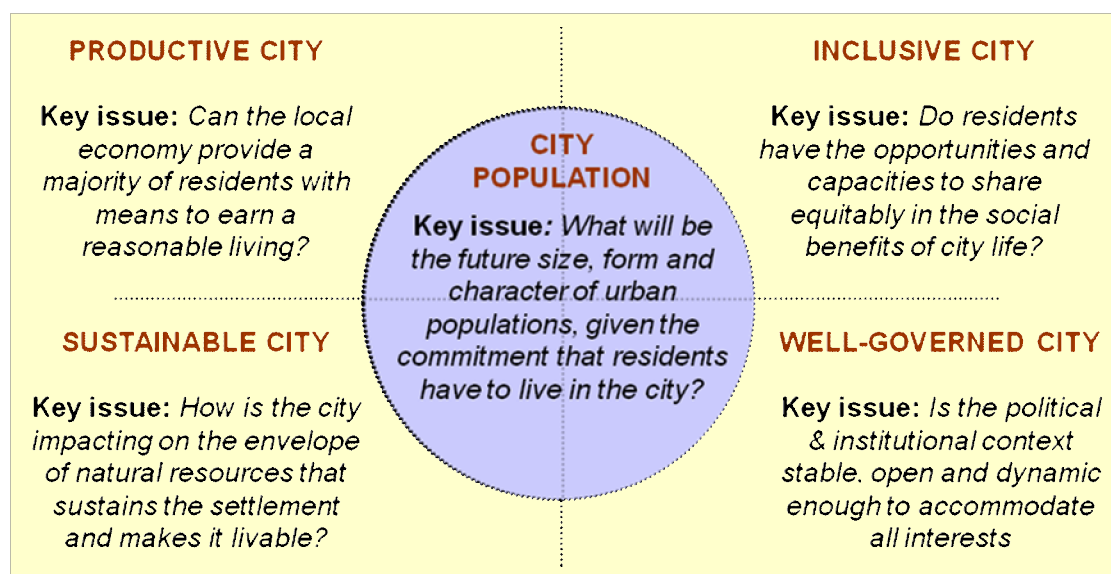 PRODUCTIVE CITY
Key issue: Can the local
economy provide a
majority of residents with
means to earn a
reasonable living?
INCLUSIVE CITY
Key issue: Do residents
have the opportunities and
capacities to share
equitably in the social
benefits of city life?
CITY
POPULATION
Key issue: What will be
the future size, form and
character of urban
populations, given the
commitment that residents
have to live in the city?
SUSTAINABLE CITY
Key issue: How is the city
impacting on the envelope
of natural resources that
sustains the settlement
and makes it livable?
WELL-GOVERNED CITY
Key issue: Is the political
& institutional context
stable, open and dynamic
enough to accommodate
all interests